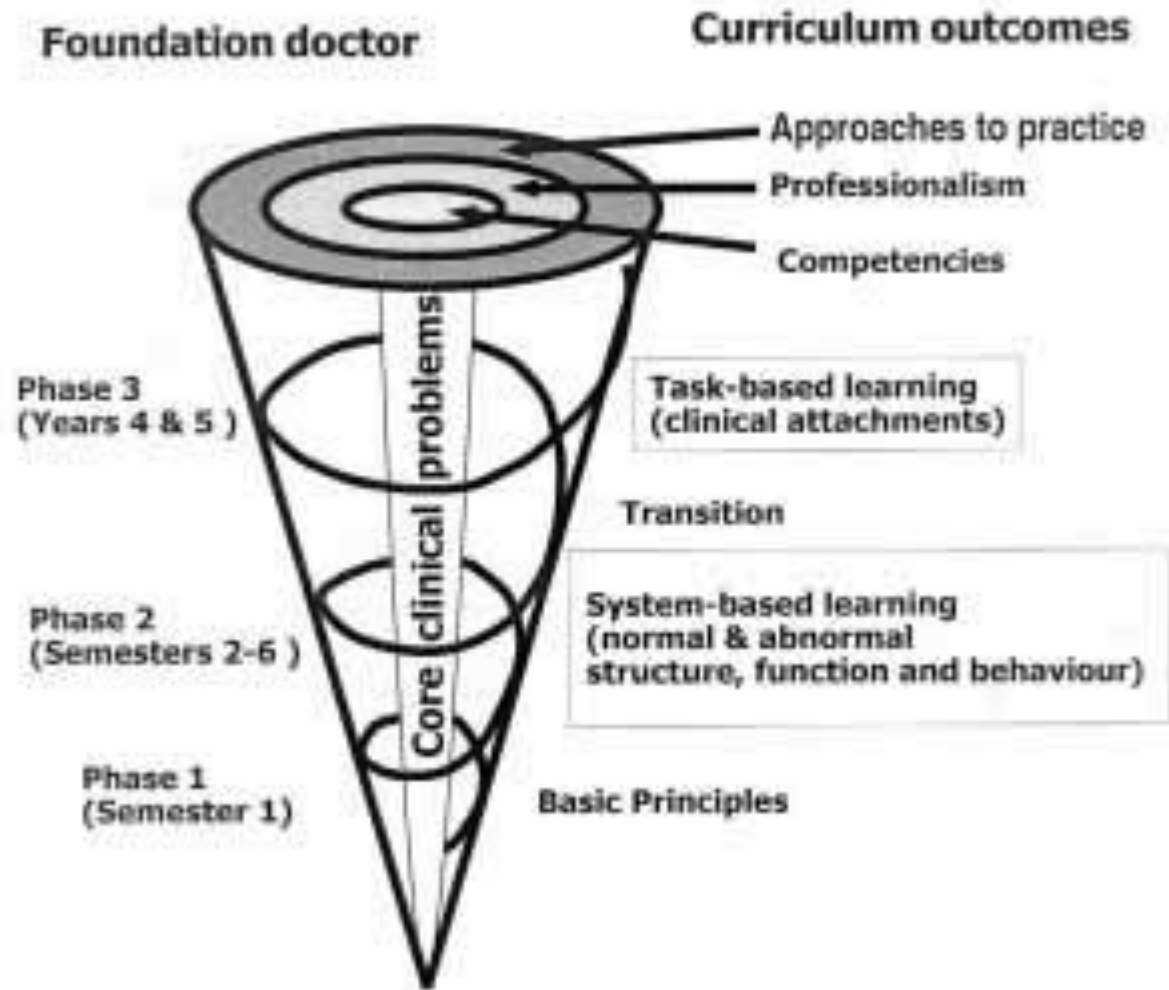 Foundation doctor
Curriculum outcomes
Approaches to practice
Professionalism
Competencies
Core clinical problems
Phase 3
(Years 4 & 5 )
Task-based learning
(clinical attachments)
Transition
Phase 2
(Semesters 2-6 )
System-based learning
(normal & abnormal
structure, function and behaviour)
Phase 1
(Semester 1)
Basic Principles